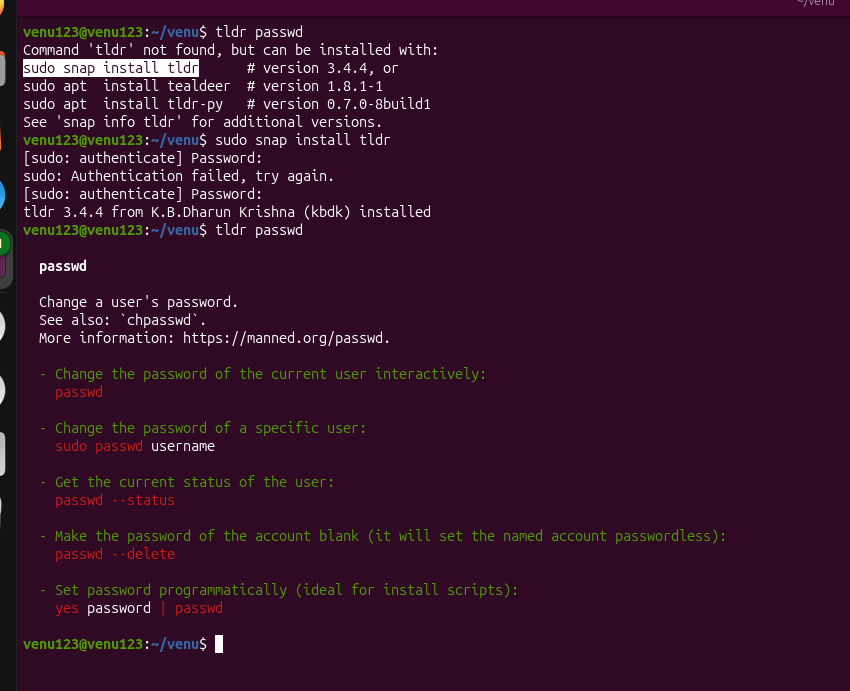 ~/venu
venu123@venu123:~/venu$ tldr passwd
Command 'tldr' not found, but can be installed with:
sudo snap install tldr      # version 3.4.4, or
sudo apt  install tealdeer  # version 1.8.1-1
sudo apt  install tldr-py   # version 0.7.0-8build1
See 'snap info tldr' for additional versions.
venu123@venu123:~/venu$ sudo snap install tldr
[sudo: authenticate] Password:
sudo: Authentication failed, try again.
[sudo: authenticate] Password:
tldr 3.4.4 from K.B.Dharun Krishna (kbdk) installed
venu123@venu123:~/venu$ tldr passwd
passwd
Change a user's password.
See also: `chpasswd`.
More information: https://manned.org/passwd.
- Change the password of the current user interactively:
passwd
- Change the password of a specific user:
sudo passwd username
- Get the current status of the user:
passwd --status
- Make the password of the account blank (it will set the named account passwordless):
passwd --delete
- Set password programmatically (ideal for install scripts):
yes password | passwd
venu123@venu123:~/venu$